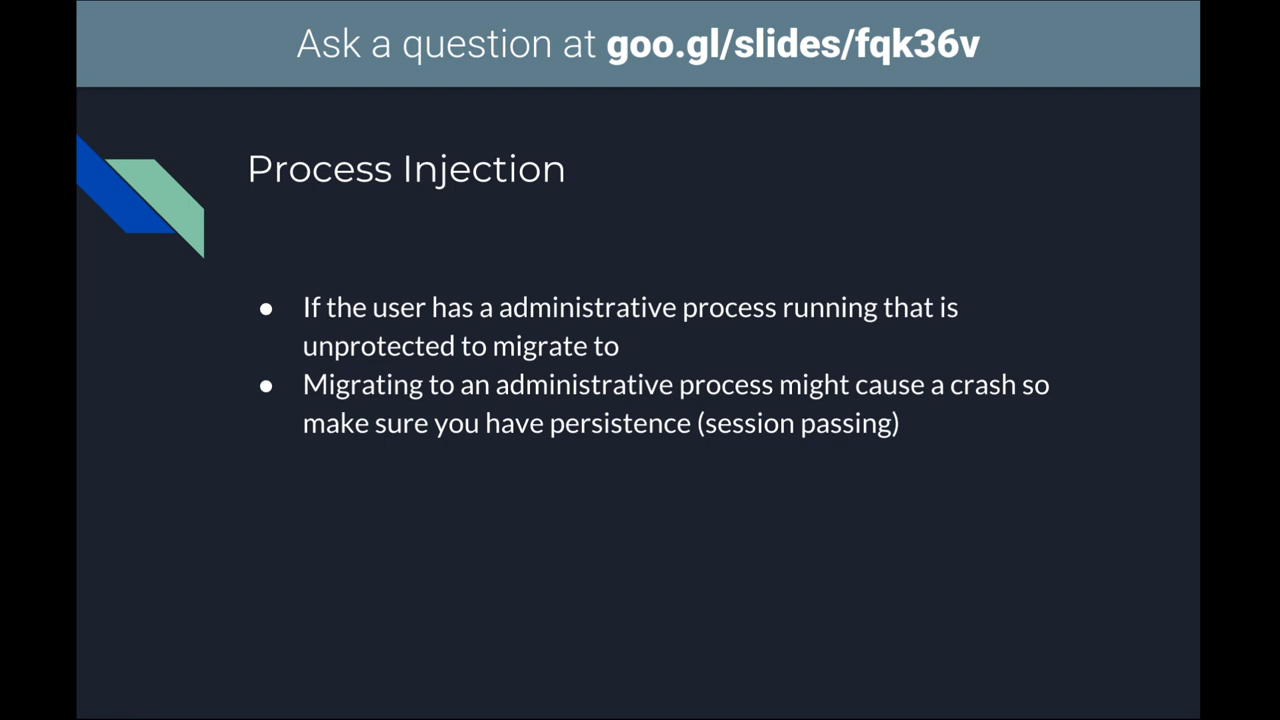 Ask a question at goo.gl/slides/fqk36v
Process Injection
● If the user has a administrative process running that is
unprotected to migrate to
● Migrating to an administrative process might cause a crash so
make sure you have persistence (session passing)